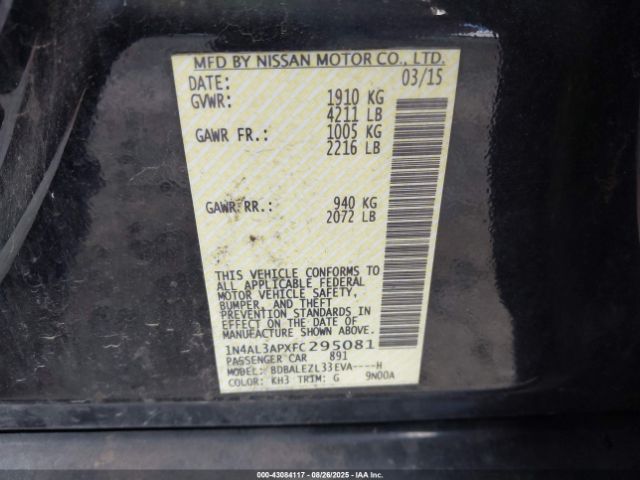 MFD BY NISSAN MOTOR CO., LTD.
DATE: 03/15
GVWR: 1910 KG
4211 LB
GAWR FR.: 1005 KG
2216 LB
GAWR RR.: 940 KG
2072 LB
THIS VEHICLE CONFORMS TO
ALL APPLICABLE FEDERAL
MOTOR VEHICLE SAFETY,
BUMPER, AND THEFT
PREVENTION STANDARDS IN
EFFECT ON THE DATE OF
MANUFACTURE SHOWN ABOVE.
1N4AL3APXFC295081
PASSENGER CAR 891
MODEL: BDBALEZL33EVA----H
COLOR: KH3 TRIM: G 9N00A
000-43084117 - 08/26/2025 - IAAI.com